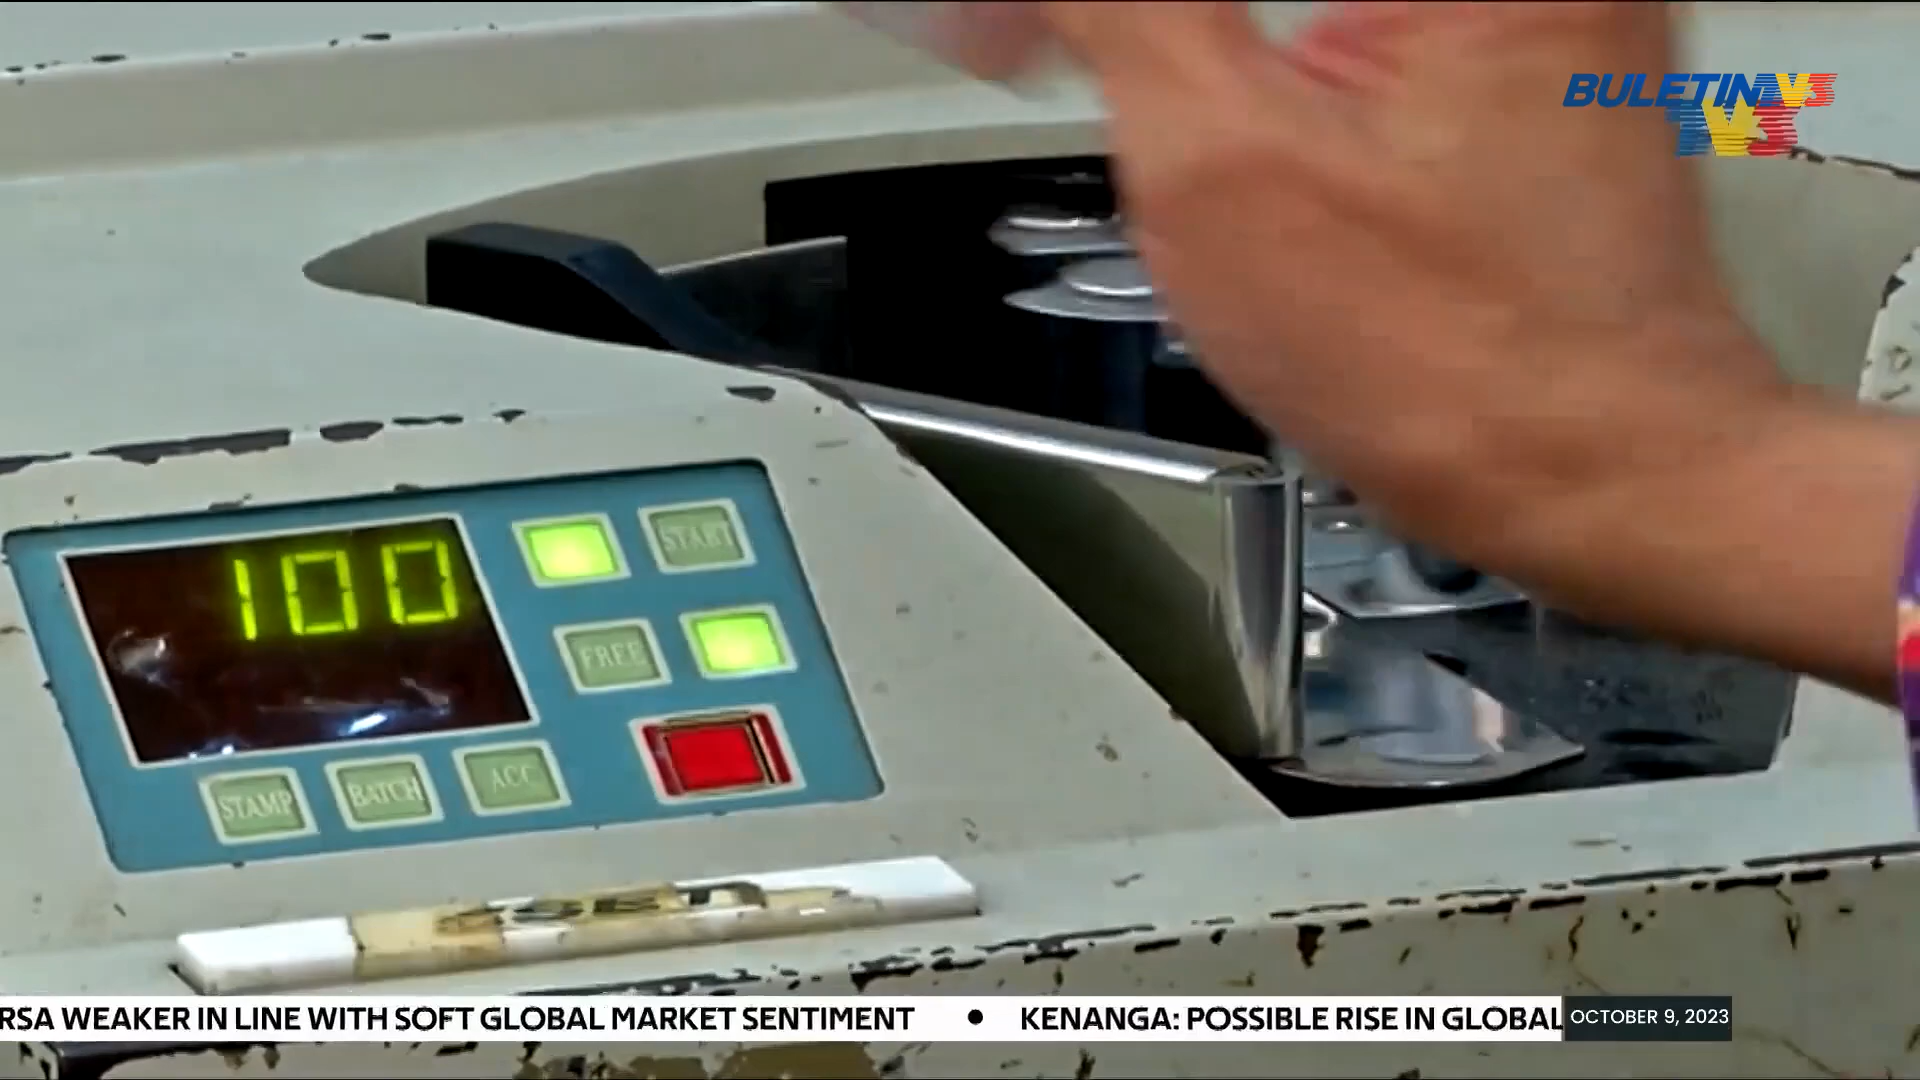 BULETIN TV3
TV3
100
START
FREE
STAMP
BATCH
ACC
RSA WEAKER IN LINE WITH SOFT GLOBAL MARKET SENTIMENT • KENANGA: POSSIBLE RISE IN GLOBAL
OCTOBER 9, 2023